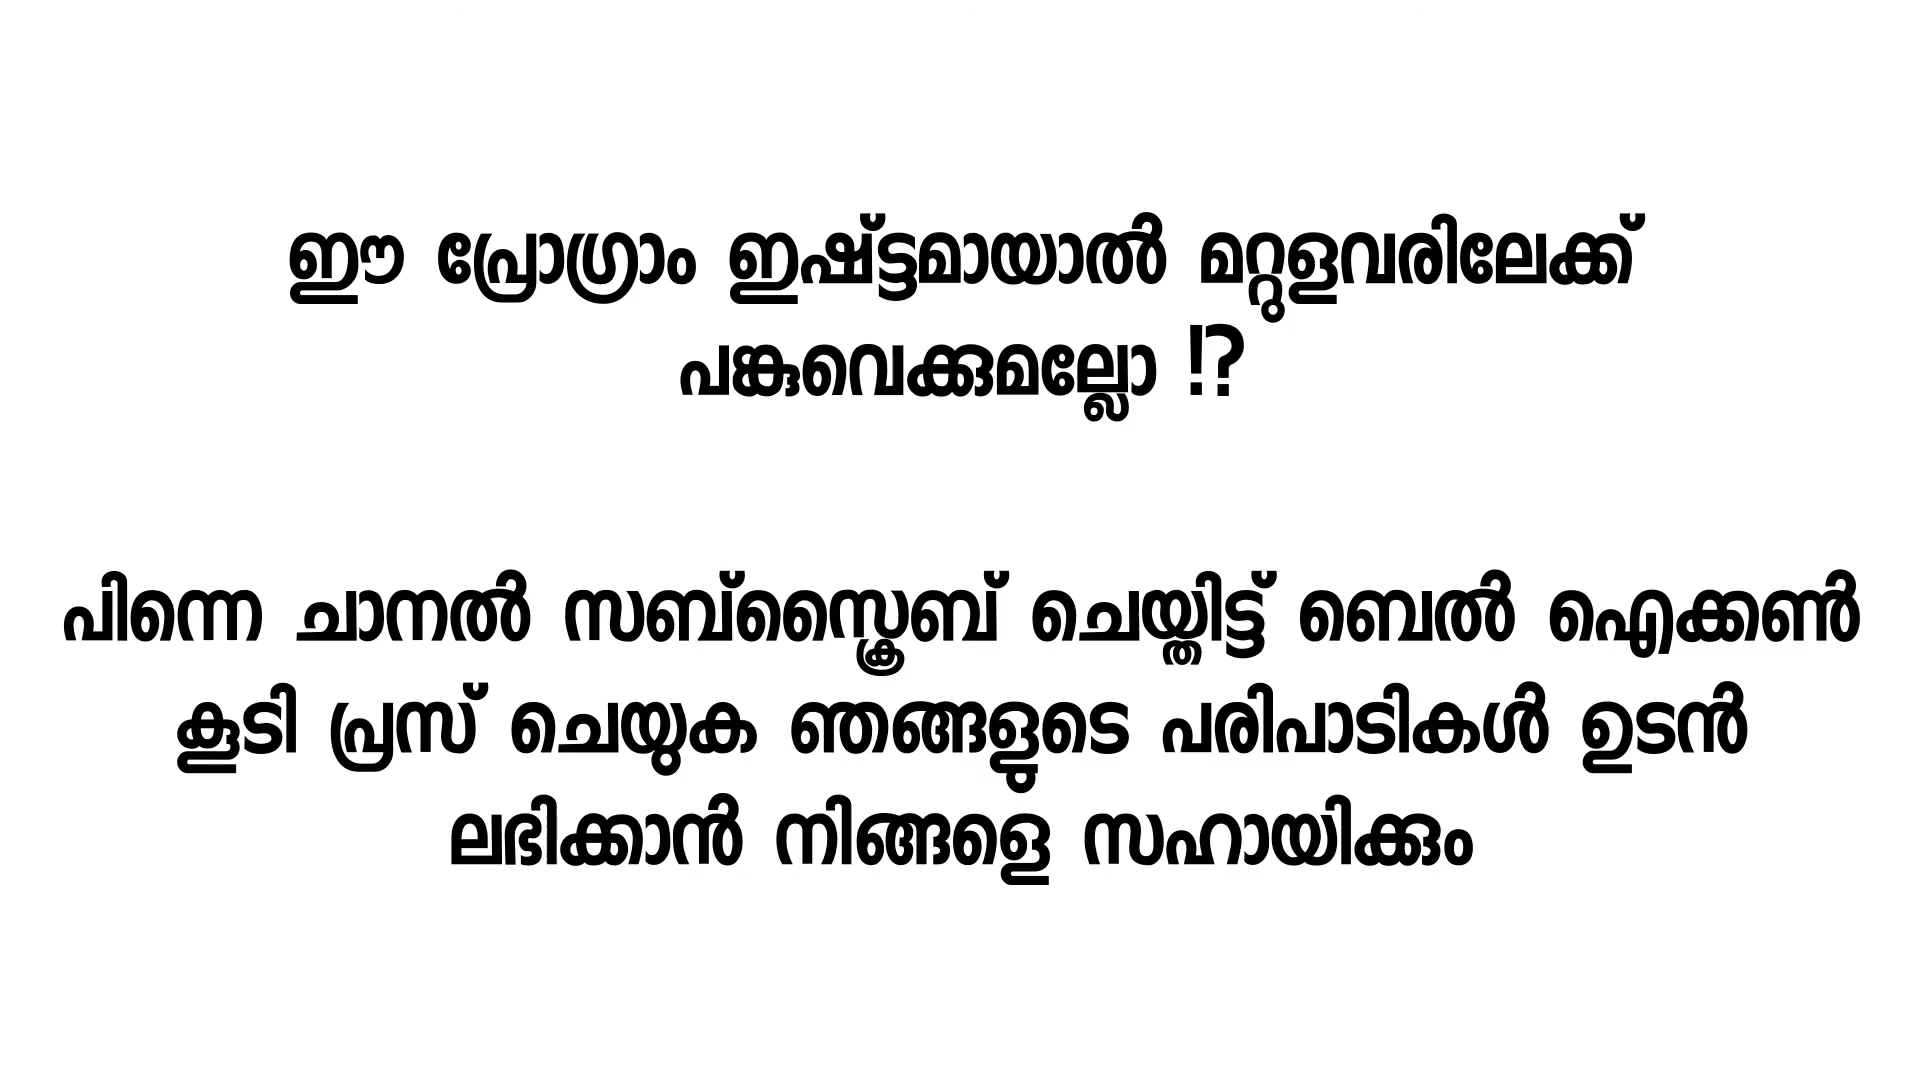 ഈ പ്രോഗ്രാം ഇഷ്ട്ടമായാൽ മറ്റുളവരിലേക്ക്
പങ്കുവെക്കുമല്ലോ !?
പിന്നെ ചാനൽ സബ്സ്ക്രൈബ് ചെയ്തിട്ട് ബെൽ ഐക്കൺ
കൂടി പ്രസ് ചെയ്യുക ഞങ്ങളുടെ പരിപാടികൾ ഉടൻ
ലഭിക്കാൻ നിങ്ങളെ സഹായിക്കും